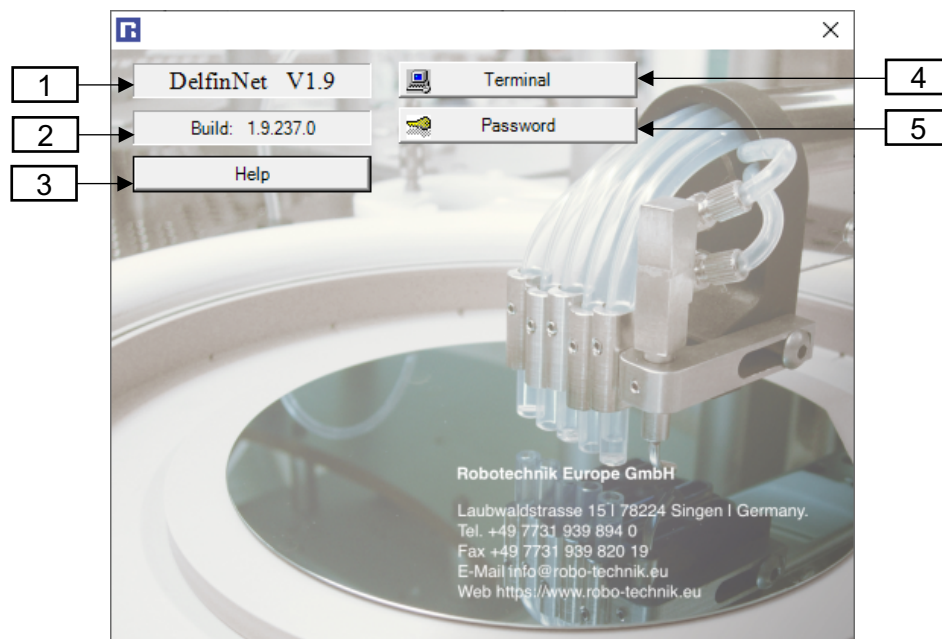 1
DelfinNet V1.9
Terminal
4
2
Build: 1.9.237.0
Password
5
3
Help
Robotechnik Europe GmbH
Laubwaldstrasse 15 I 78224 Singen I Germany.
Tel. +49 7731 939 894 0
Fax +49 7731 939 820 19
E-Mail info@robo-technik.eu
Web https://www.robo-technik.eu